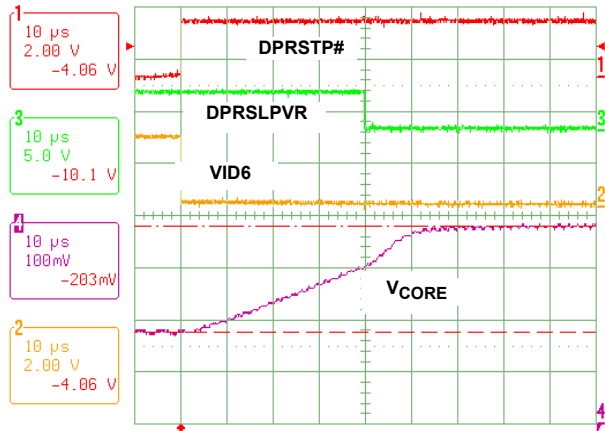 1
10 µs
2.00 V
-4.06 V
DPRSTP#
1
3
10 µs
5.0 V
-10.1 V
DPRSLPVR
3
VID6
2
4
10 µs
100mV
-203mV
VCORE
2
10 µs
2.00 V
-4.06 V
4